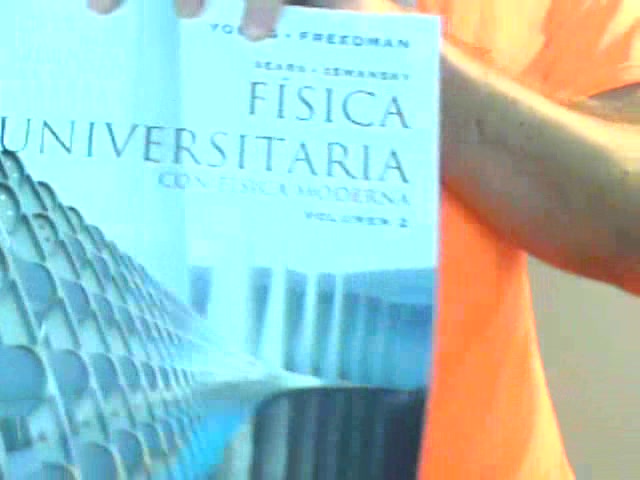 YOUNG · FREEDMAN
SEARS · ZEMANSKY
FÍSICA
UNIVERSITARIA
CON FÍSICA MODERNA
VOLUMEN 2